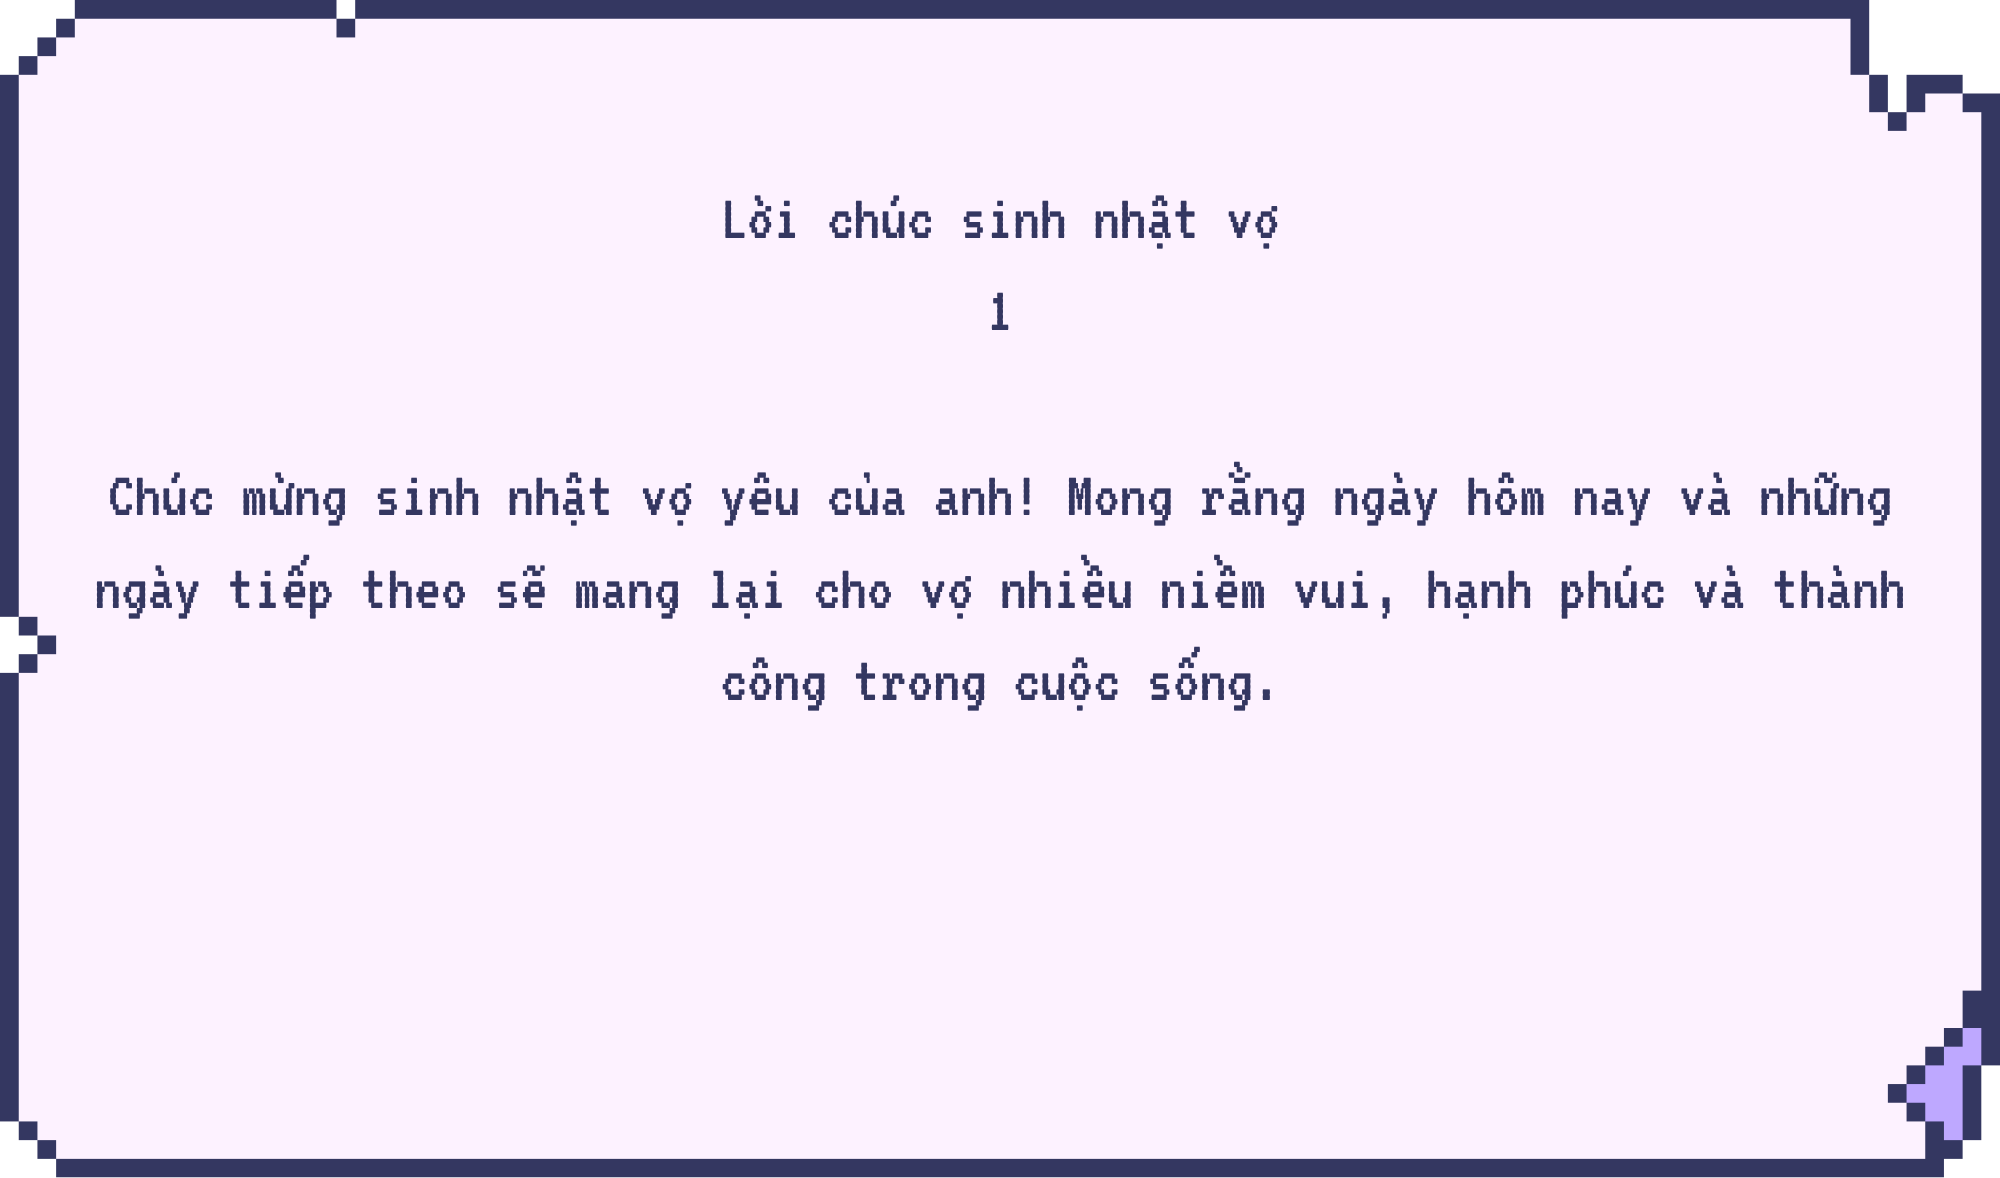 Lời chúc sinh nhật vợ
1
Chúc mừng sinh nhật vợ yêu của anh! Mong rằng ngày hôm nay và những
ngày tiếp theo sẽ mang lại cho vợ nhiều niềm vui, hạnh phúc và thành
công trong cuộc sống.